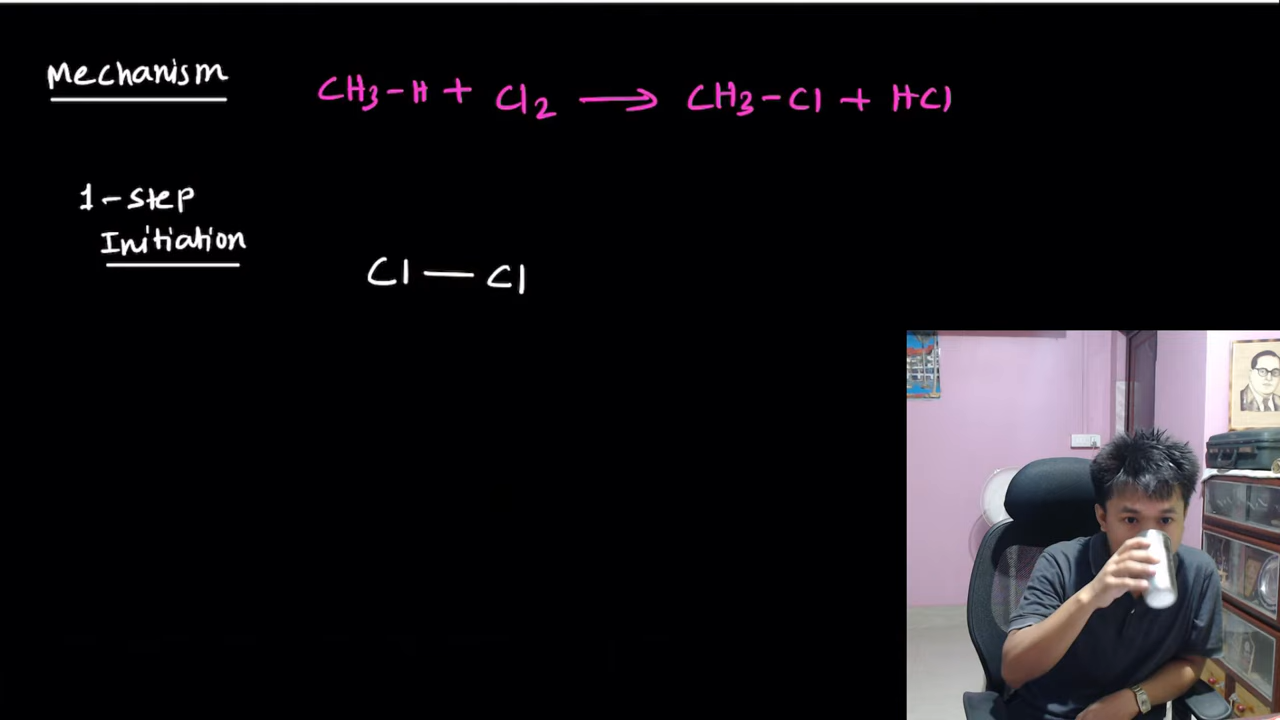 Mechanism
CH3-H + Cl2 → CH3-Cl + HCl
1-step
Initiation
Cl — Cl